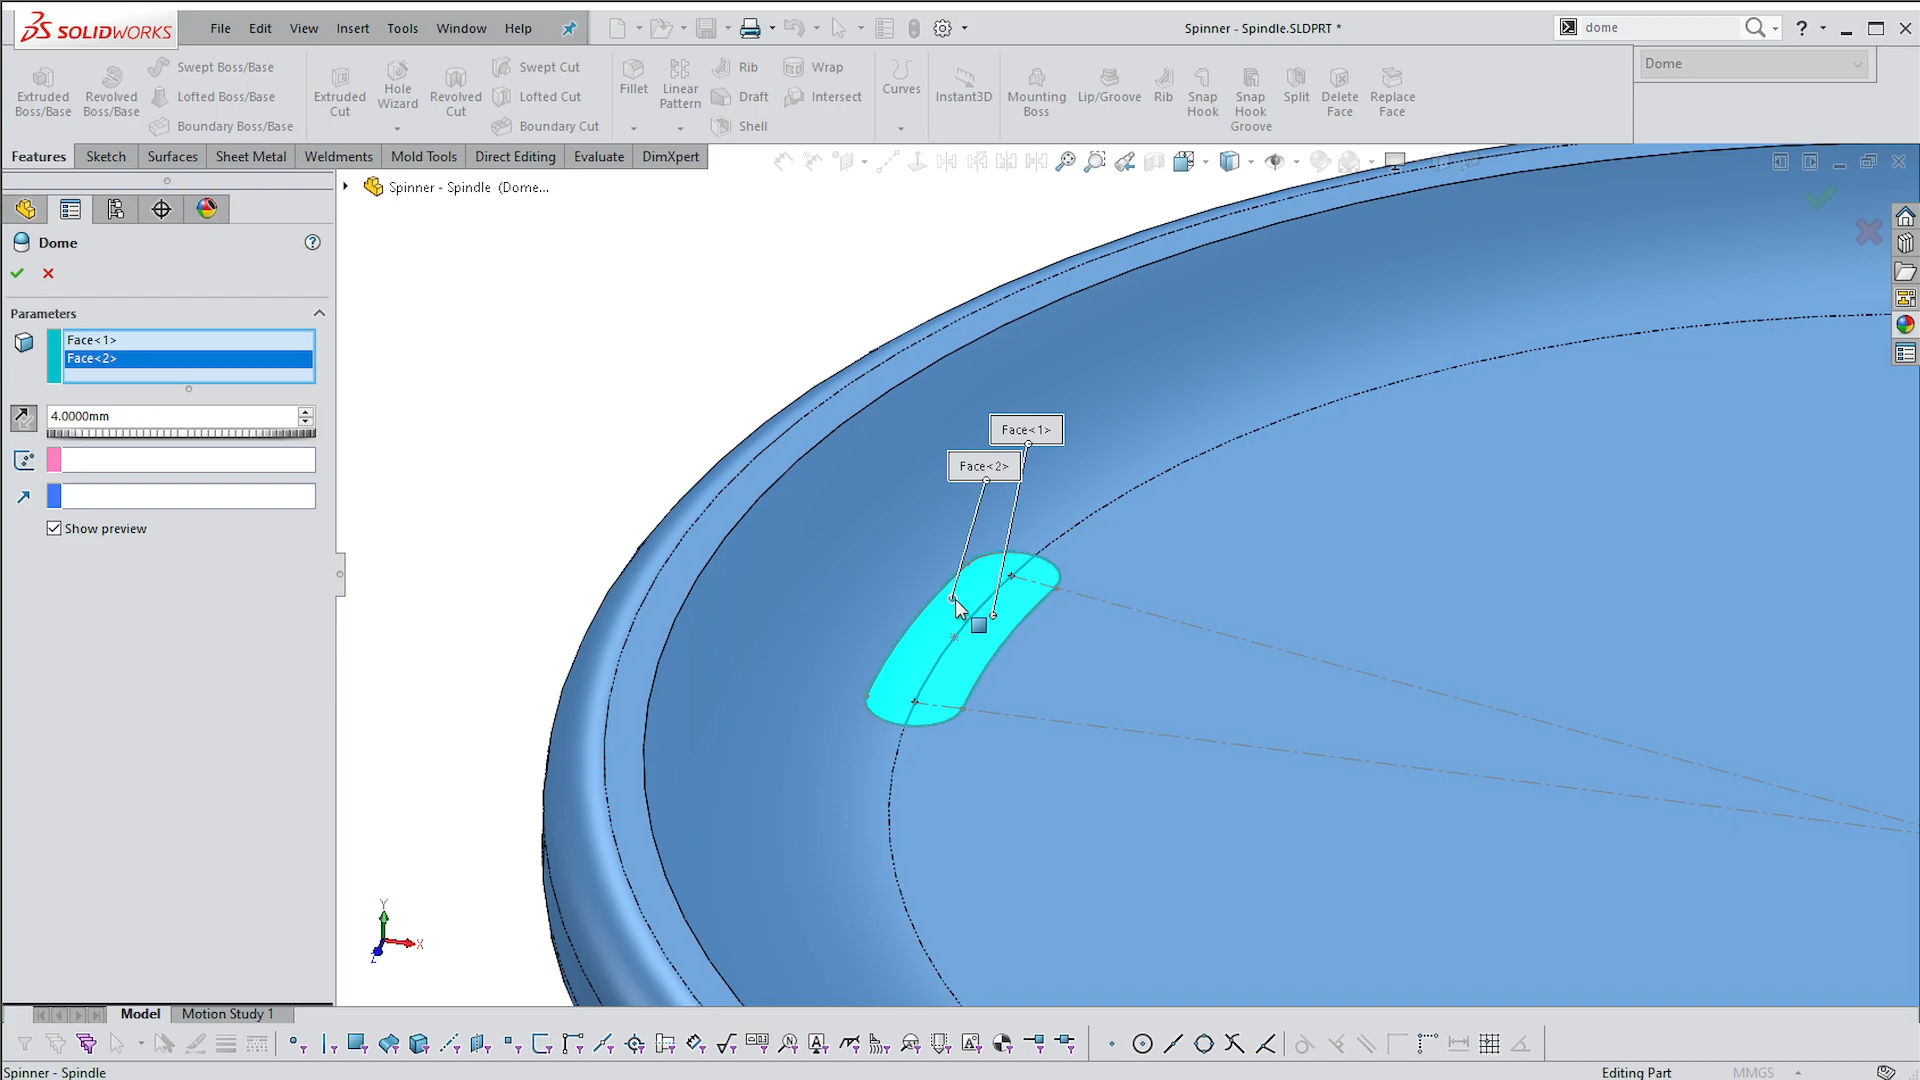 SOLIDWORKS
File Edit View Insert Tools Window Help
Spinner - Spindle.SLDPRT *
dome
Dome
Extruded Boss/Base
Revolved Boss/Base
Swept Boss/Base
Lofted Boss/Base
Boundary Boss/Base
Extruded Cut
Hole Wizard
Revolved Cut
Swept Cut
Lofted Cut
Boundary Cut
Fillet
Linear Pattern
Rib
Draft
Shell
Wrap
Intersect
Curves
Instant3D
Mounting Boss
Lip/Groove
Rib
Snap Hook
Snap Hook Groove
Split
Delete Face
Replace Face
Features Sketch Surfaces Sheet Metal Weldments Mold Tools Direct Editing Evaluate DimXpert
Spinner - Spindle (Dome...
Dome
Parameters
Face<1>
Face<2>
4.0000mm
Show preview
Face<1>
Face<2>
Y
X
Z
Model Motion Study 1
Spinner - Spindle
Editing Part
MMGS